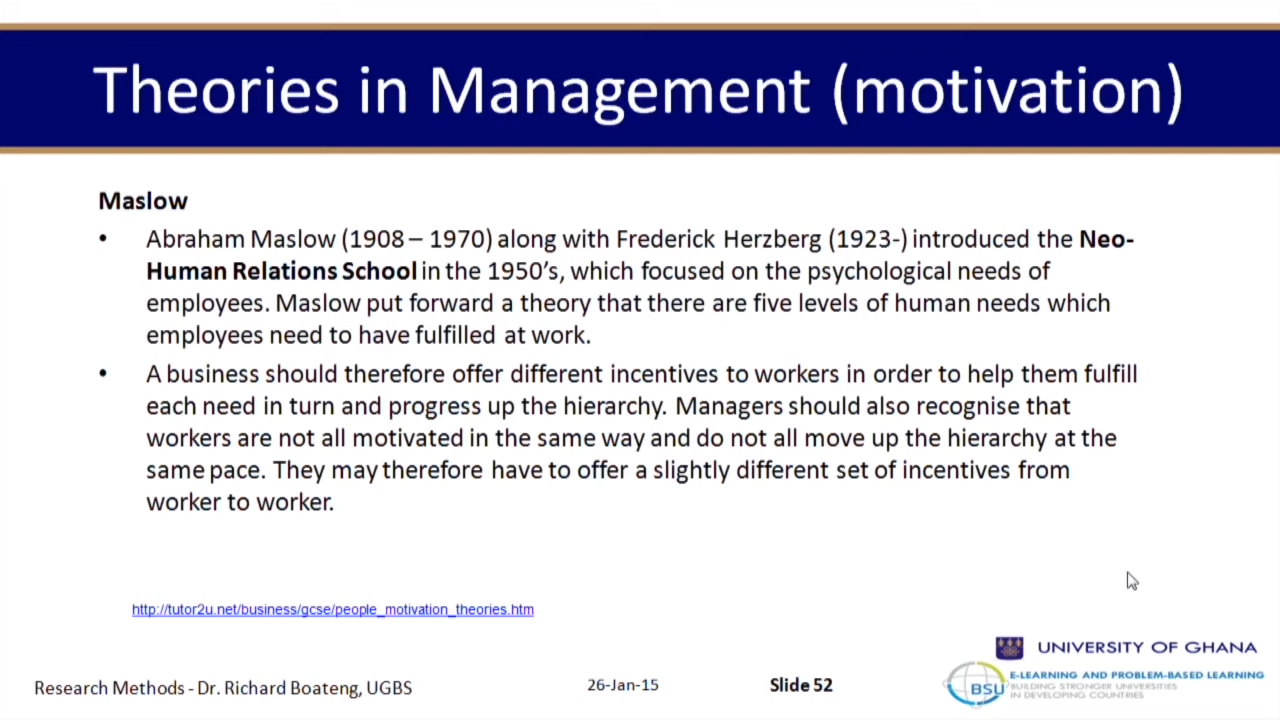 Theories in Management (motivation)
Maslow
• Abraham Maslow (1908 – 1970) along with Frederick Herzberg (1923-) introduced the Neo-
Human Relations School in the 1950's, which focused on the psychological needs of
employees. Maslow put forward a theory that there are five levels of human needs which
employees need to have fulfilled at work.
• A business should therefore offer different incentives to workers in order to help them fulfill
each need in turn and progress up the hierarchy. Managers should also recognise that
workers are not all motivated in the same way and do not all move up the hierarchy at the
same pace. They may therefore have to offer a slightly different set of incentives from
worker to worker.
http://tutor2u.net/business/gcse/people_motivation_theories.htm
UNIVERSITY OF GHANA
Research Methods - Dr. Richard Boateng, UGBS
26-Jan-15
Slide 52
BSU
E-LEARNING AND PROBLEM-BASED LEARNING
BUILDING STRONGER UNIVERSITIES
IN DEVELOPING COUNTRIES